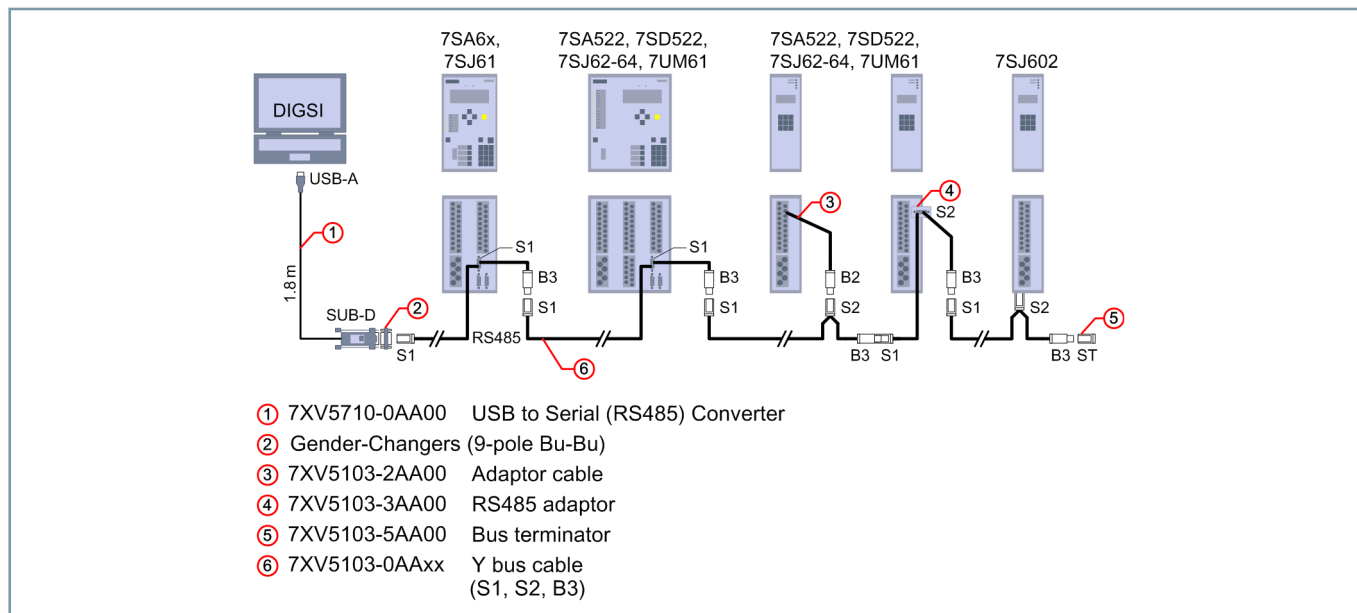 7SA6x,
7SJ61
7SA522, 7SD522,
7SJ62-64, 7UM61
7SA522, 7SD522,
7SJ62-64, 7UM61
7SJ602
DIGSI
USB-A
1
1.8 m
SUB-D
2
S1
RS485
S1
B3
S1
6
S1
B3
S1
3
B2
S2
B3 S1
4
S2
B3
S1
S2
5
B3 ST
1 7XV5710-0AA00 USB to Serial (RS485) Converter
2 Gender-Changers (9-pole Bu-Bu)
3 7XV5103-2AA00 Adaptor cable
4 7XV5103-3AA00 RS485 adaptor
5 7XV5103-5AA00 Bus terminator
6 7XV5103-0AAxx Y bus cable
(S1, S2, B3)